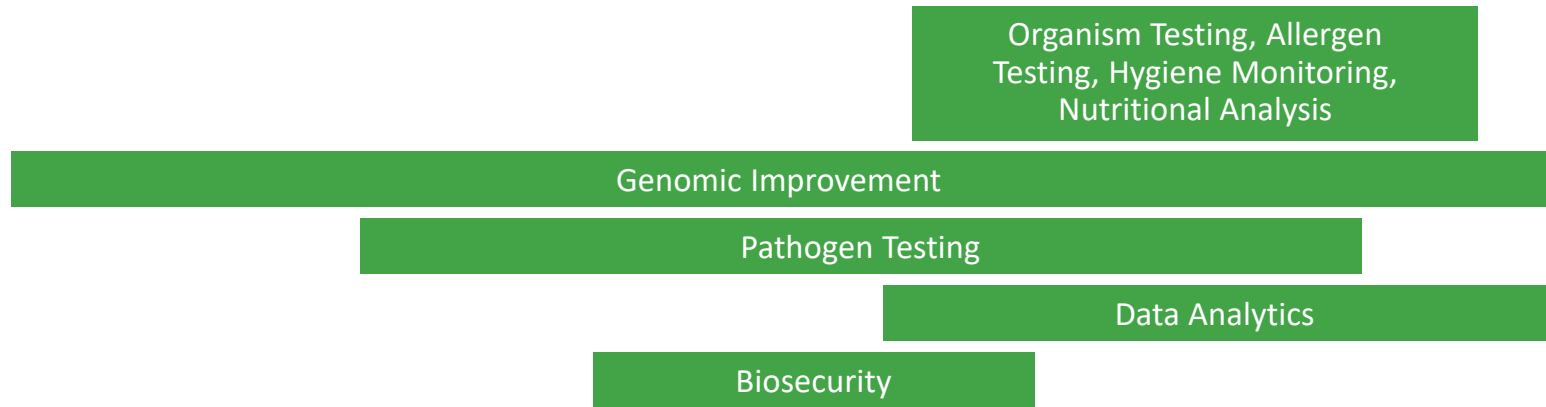 Organism Testing, Allergen
Testing, Hygiene Monitoring,
Nutritional Analysis
Genomic Improvement
Pathogen Testing
Data Analytics
Biosecurity